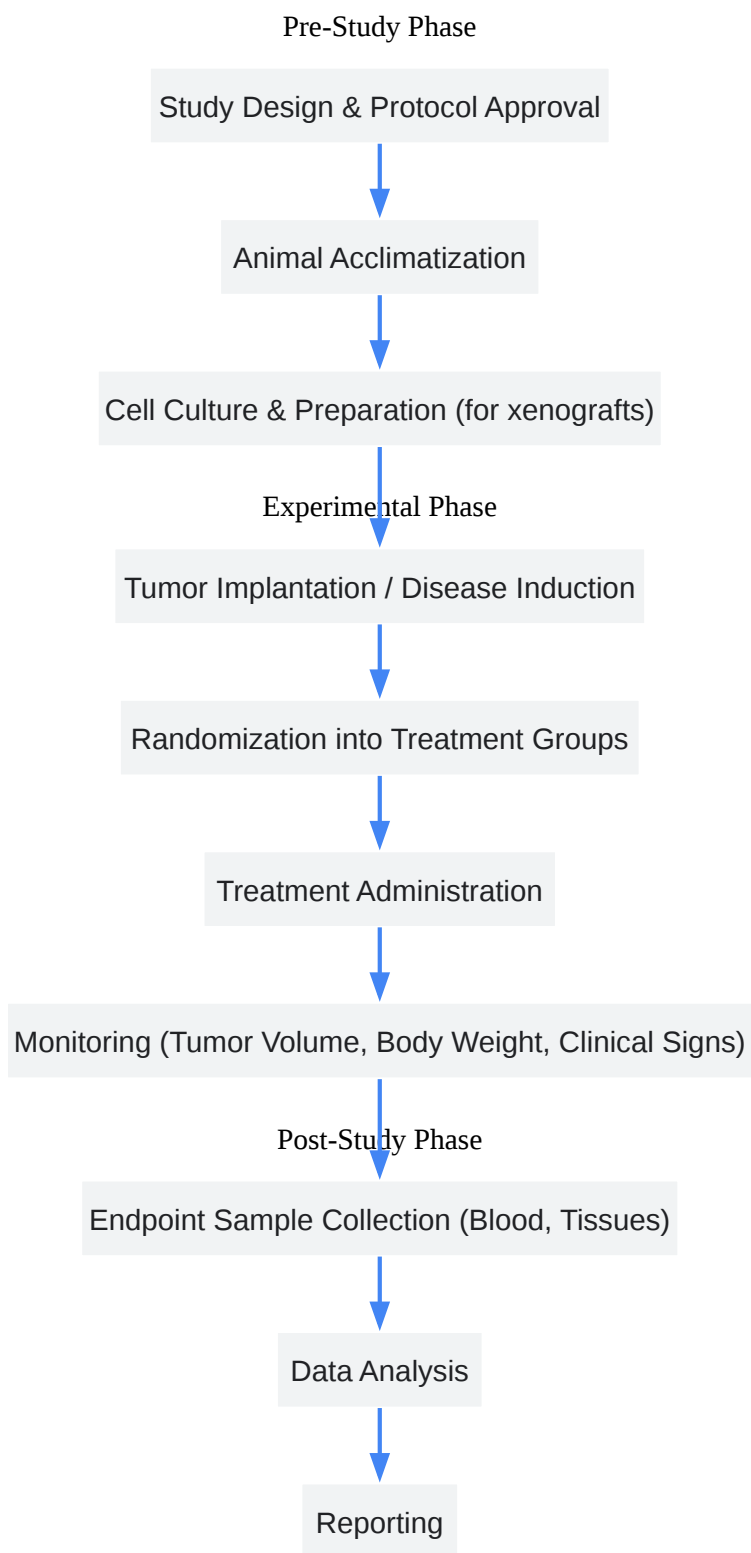 Pre-Study Phase
Study Design & Protocol Approval
Animal Acclimatization
Cell Culture & Preparation (for xenografts)
Experimental Phase
Tumor Implantation / Disease Induction
Randomization into Treatment Groups
Treatment Administration
Monitoring (Tumor Volume, Body Weight, Clinical Signs)
Post-Study Phase
Endpoint Sample Collection (Blood, Tissues)
Data Analysis
Reporting